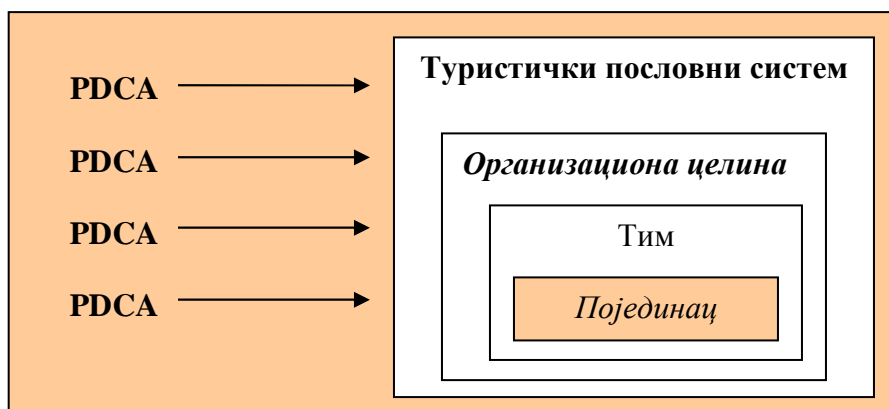 Туристички пословни систем
PDCA
Организациона целина
PDCA
Тим
PDCA
Појединац
PDCA